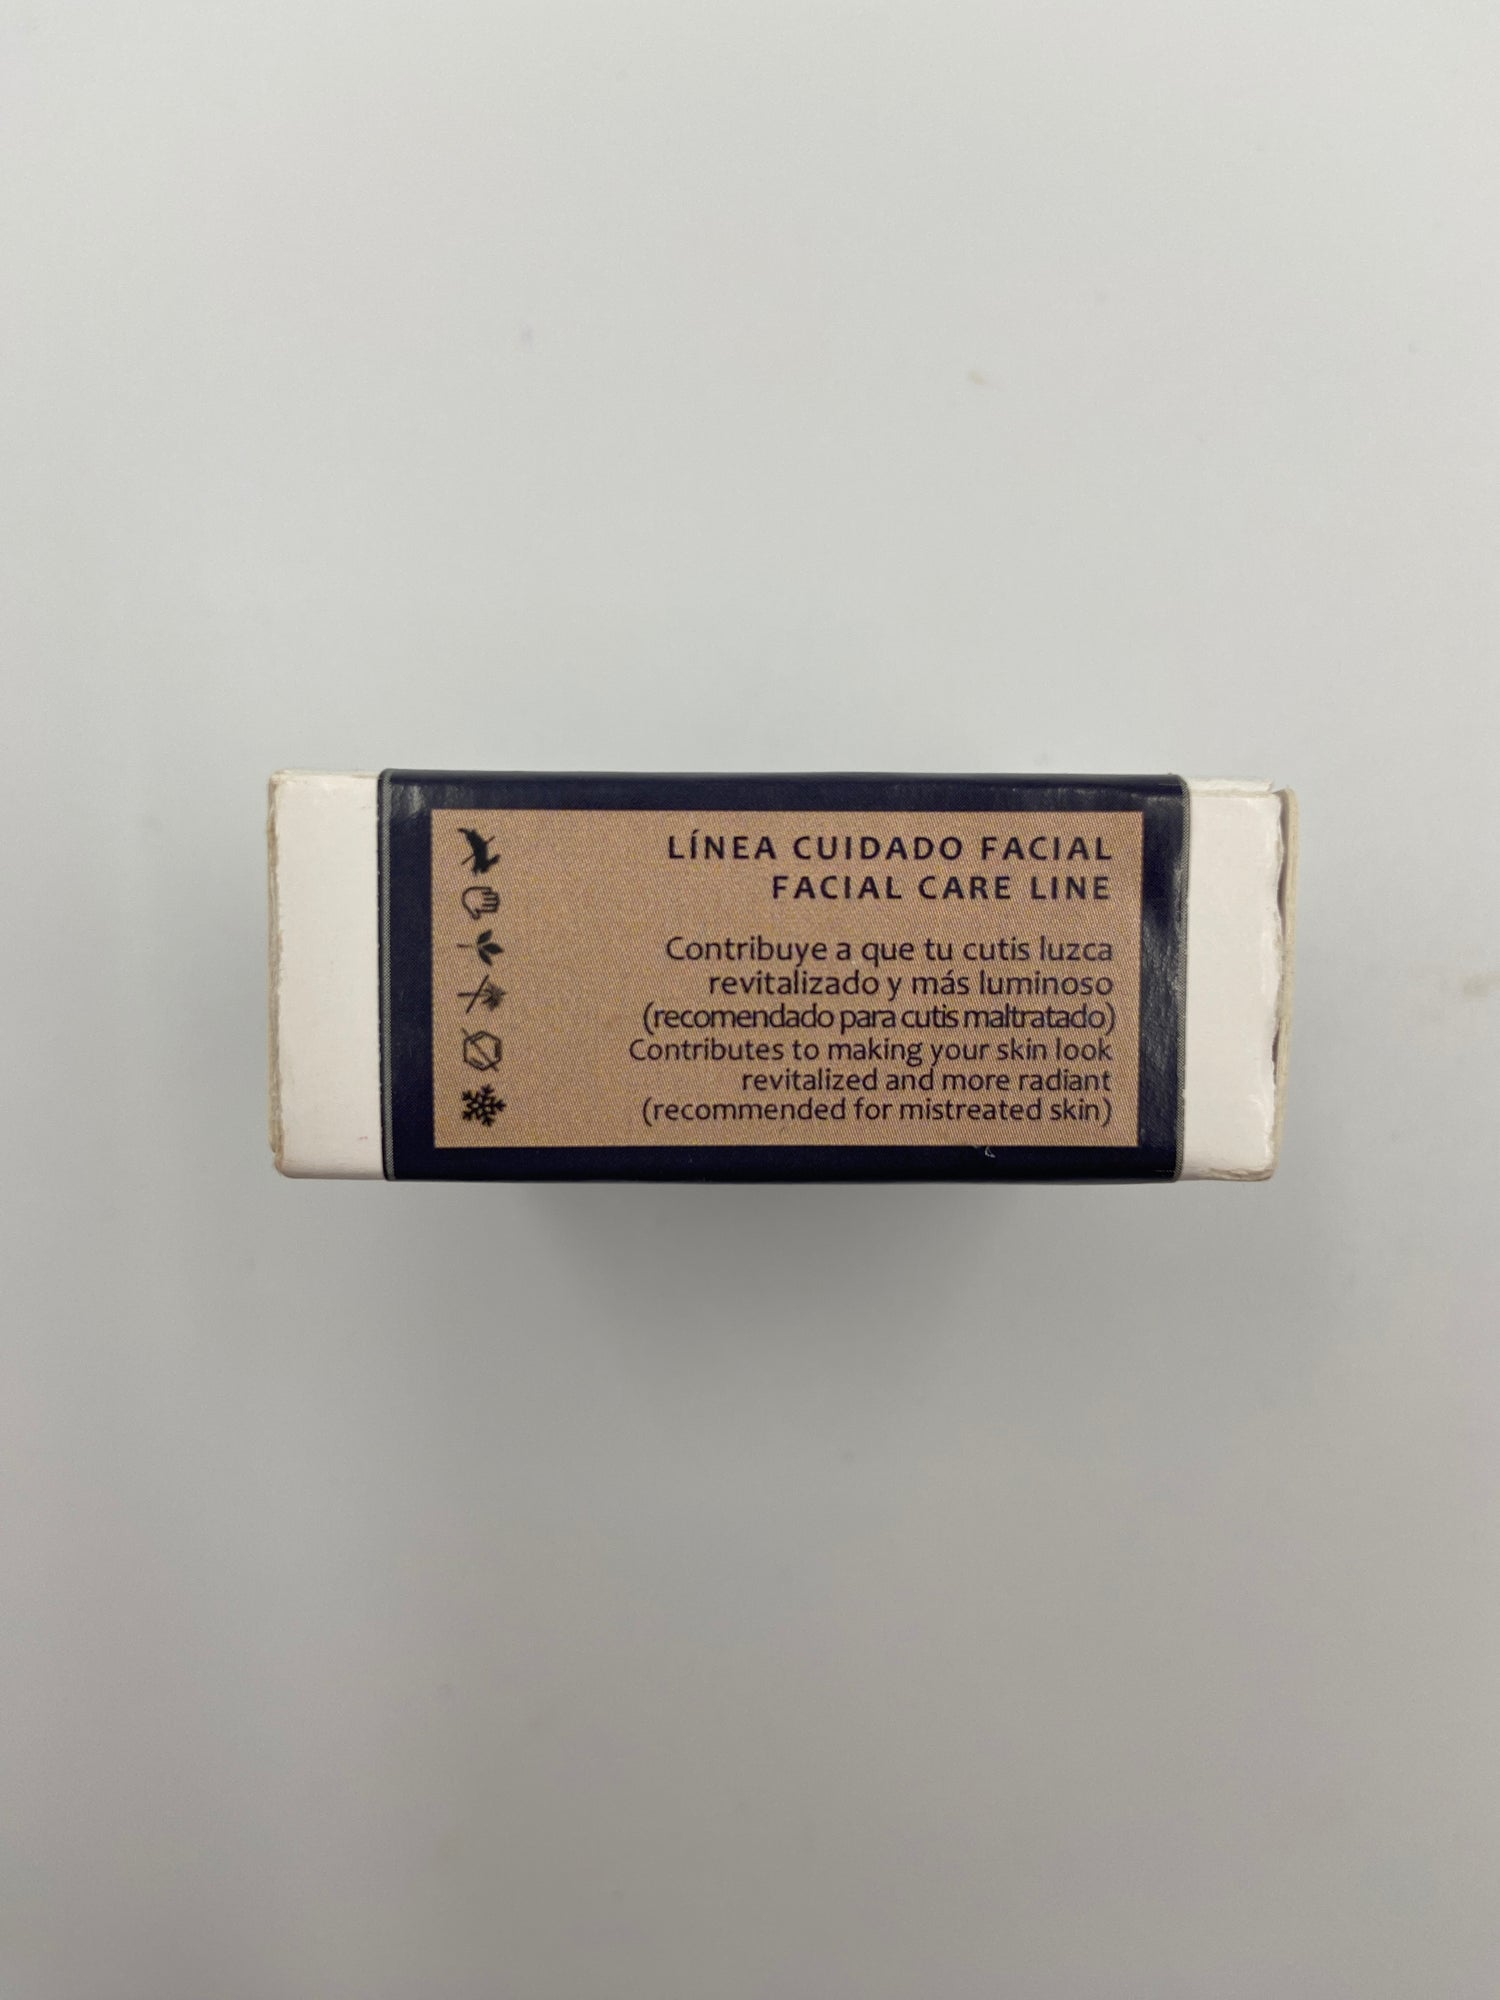 LÍNEA CUIDADO FACIAL
FACIAL CARE LINE
Contribuye a que tu cutis luzca
revitalizado y más luminoso
(recomendado para cutis maltratado)
Contributes to making your skin look
revitalized and more radiant
(recommended for mistreated skin)